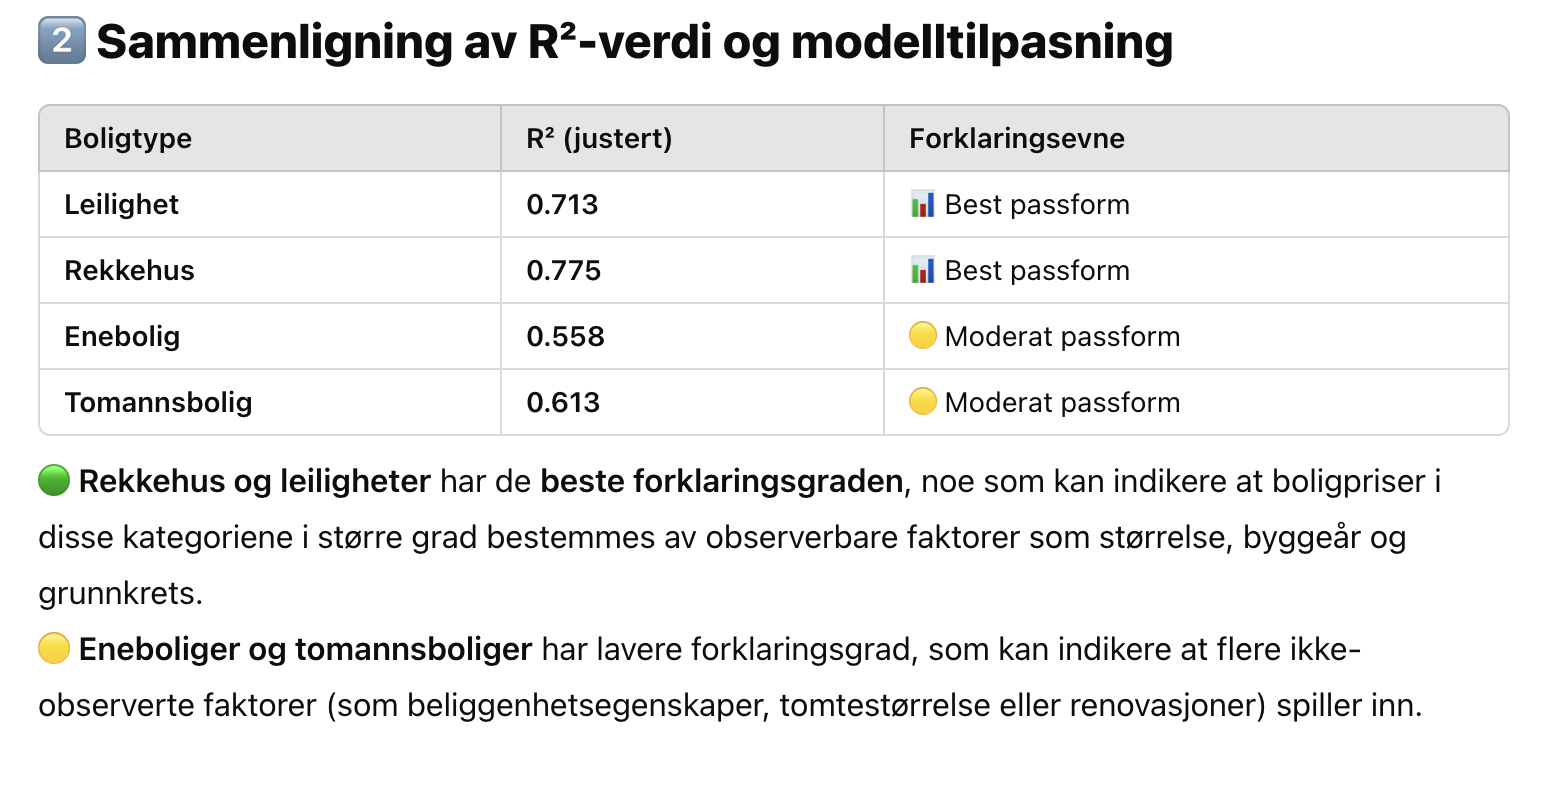 2 Sammenligning av R²-verdi og modelltilpasning
Boligtype R² (justert) Forklaringsevne
Leilighet 0.713 📊 Best passform
Rekkehus 0.775 📊 Best passform
Enebolig 0.558 🟡 Moderat passform
Tomannsbolig 0.613 🟡 Moderat passform
🟢 Rekkehus og leiligheter har de beste forklaringsgraden, noe som kan indikere at boligpriser i
disse kategoriene i større grad bestemmes av observerbare faktorer som størrelse, byggeår og
grunnkrets.
🟡 Eneboliger og tomannsboliger har lavere forklaringsgrad, som kan indikere at flere ikke-
observerte faktorer (som beliggenhetsegenskaper, tomtestørrelse eller renovasjoner) spiller inn.